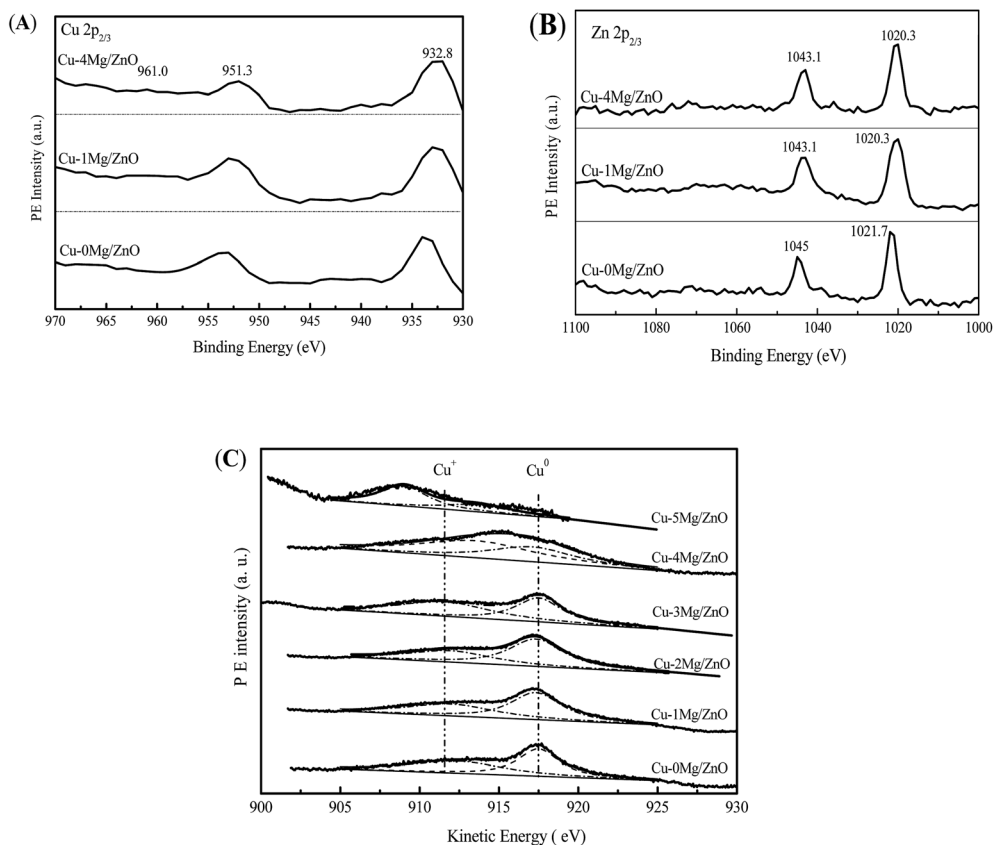 (A)
Cu 2p2/3
Cu-4Mg/ZnO
961.0
951.3
932.8
Cu-1Mg/ZnO
Cu-0Mg/ZnO
PE Intensity (a.u.)
970 965 960 955 950 945 940 935 930
Binding Energy (eV)
(B)
Zn 2p2/3
1043.1
1020.3
Cu-4Mg/ZnO
1043.1
1020.3
Cu-1Mg/ZnO
1045
1021.7
Cu-0Mg/ZnO
PE Intensity (a.u.)
1100 1080 1060 1040 1020 1000
Binding Energy (eV)
(C)
Cu+
Cu0
Cu-5Mg/ZnO
Cu-4Mg/ZnO
Cu-3Mg/ZnO
Cu-2Mg/ZnO
Cu-1Mg/ZnO
Cu-0Mg/ZnO
P E intensity (a. u.)
900 905 910 915 920 925 930
Kinetic Energy ( eV)